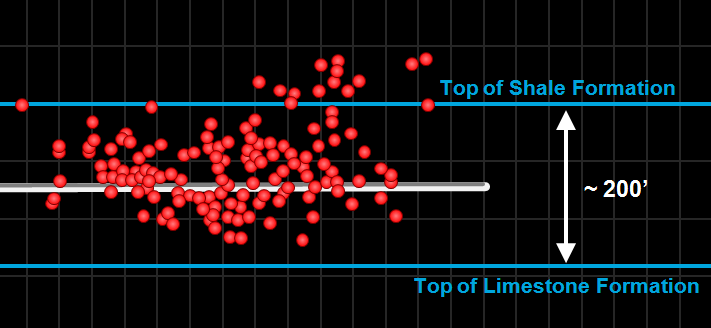 Top of Shale Formation
~ 200’
Top of Limestone Formation